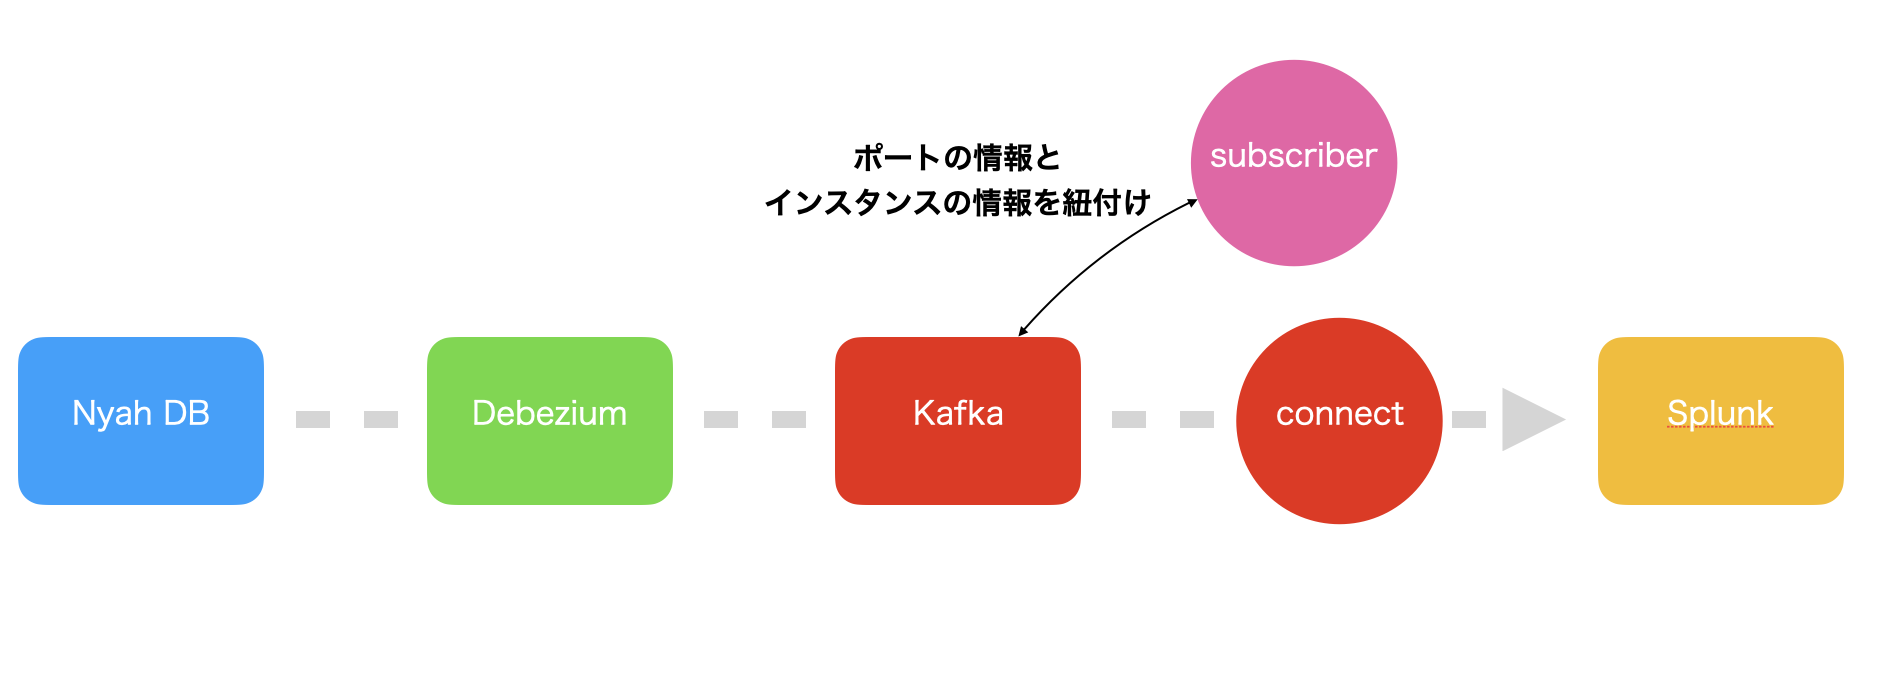 subscriber
ポートの情報と
インスタンスの情報を紐付け
Nyah DB
Debezium
Kafka
connect
Splunk